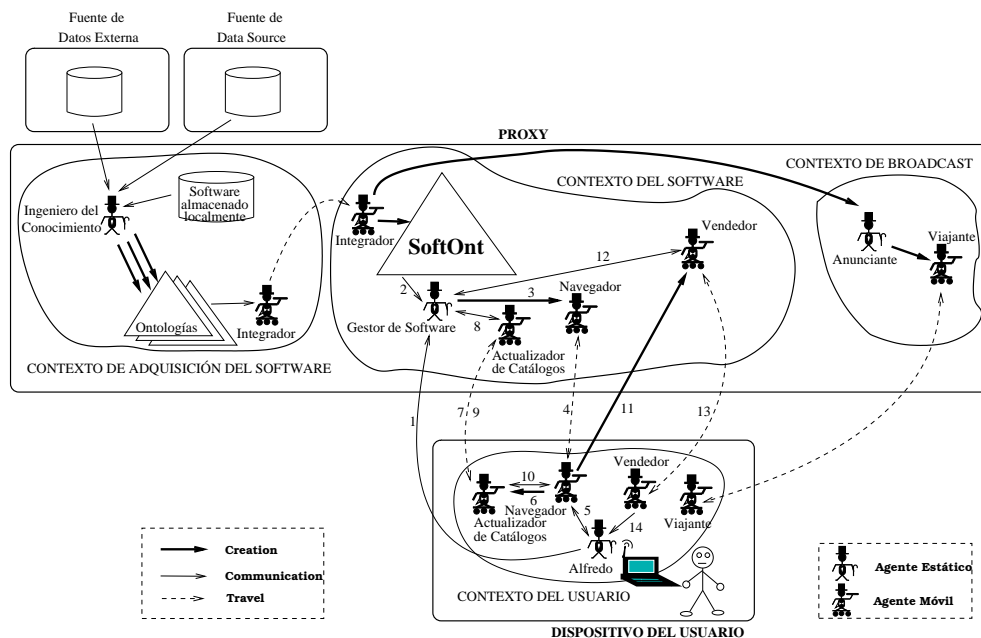 Fuente de
Datos Externa
Fuente de
Data Source
PROXY
CONTEXTO DE BROADCAST
CONTEXTO DEL SOFTWARE
Software
almacenado
localmente
Ingeniero del
Conocimiento
Integrador
SoftOnt
Vendedor
Viajante
Anunciante
12
2
3
Navegador
Gestor de Software
8
Ontologías
Integrador
Actualizador
de Catálogos
CONTEXTO DE ADQUISICIÓN DEL SOFTWARE
1
7
9
4
11
13
Vendedor
10
6
Navegador
5
14
Viajante
Actualizador
de Catálogos
Alfredo
CONTEXTO DEL USUARIO
DISPOSITIVO DEL USUARIO
Creation
Communication
Travel
Agente Estático
Agente Móvil